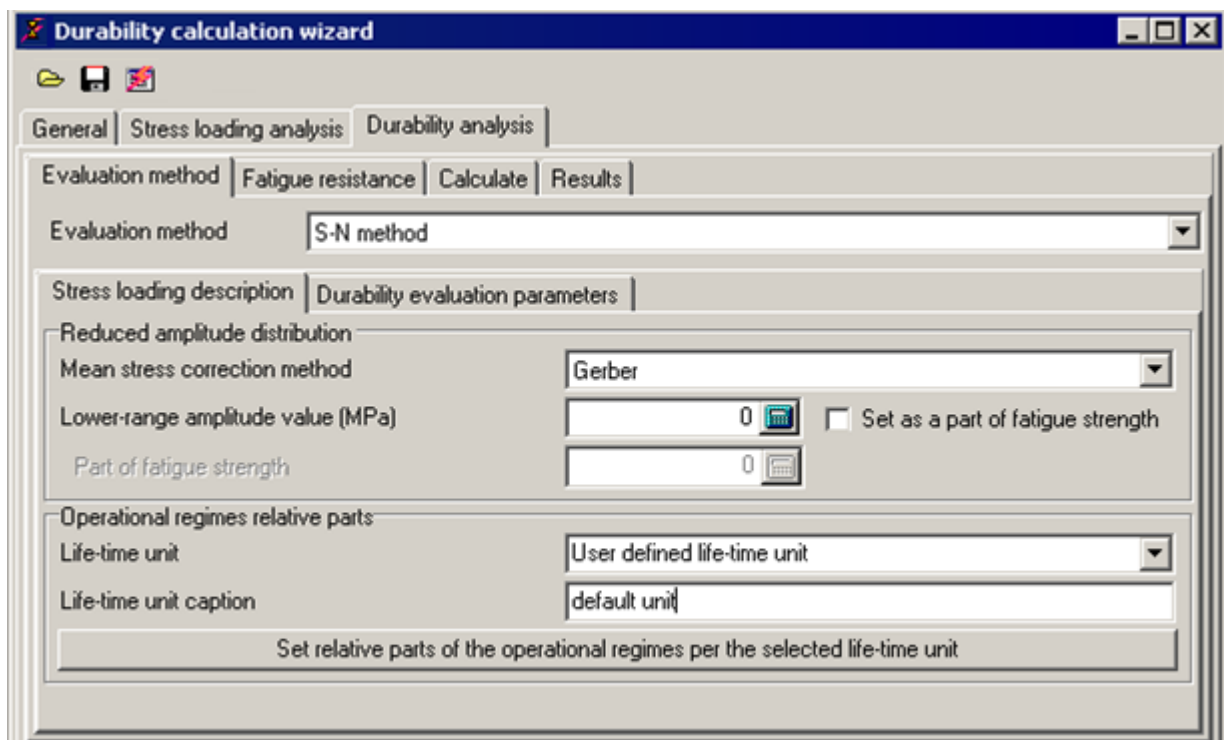 Durability calculation wizard
General Stress loading analysis Durability analysis
Evaluation method Fatigue resistance Calculate Results
Evaluation method S-N method
Stress loading description Durability evaluation parameters
Reduced amplitude distribution
Mean stress correction method Gerber
Lower-range amplitude value (MPa) 0 Set as a part of fatigue strength
Part of fatigue strength 0
Operational regimes relative parts
Life-time unit User defined life-time unit
Life-time unit caption default unit
Set relative parts of the operational regimes per the selected life-time unit